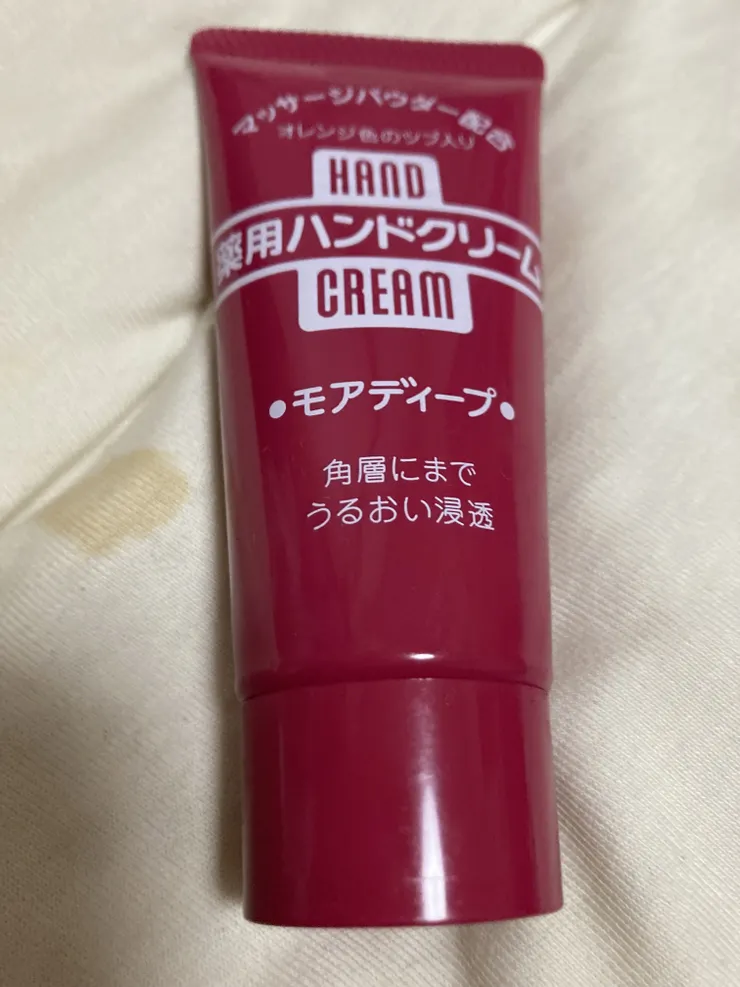 マッサージパウダー配合
オレンジ色のツブ入り
HAND
薬用ハンドクリーム
CREAM
●モアディープ●
角層にまで
うるおい浸透